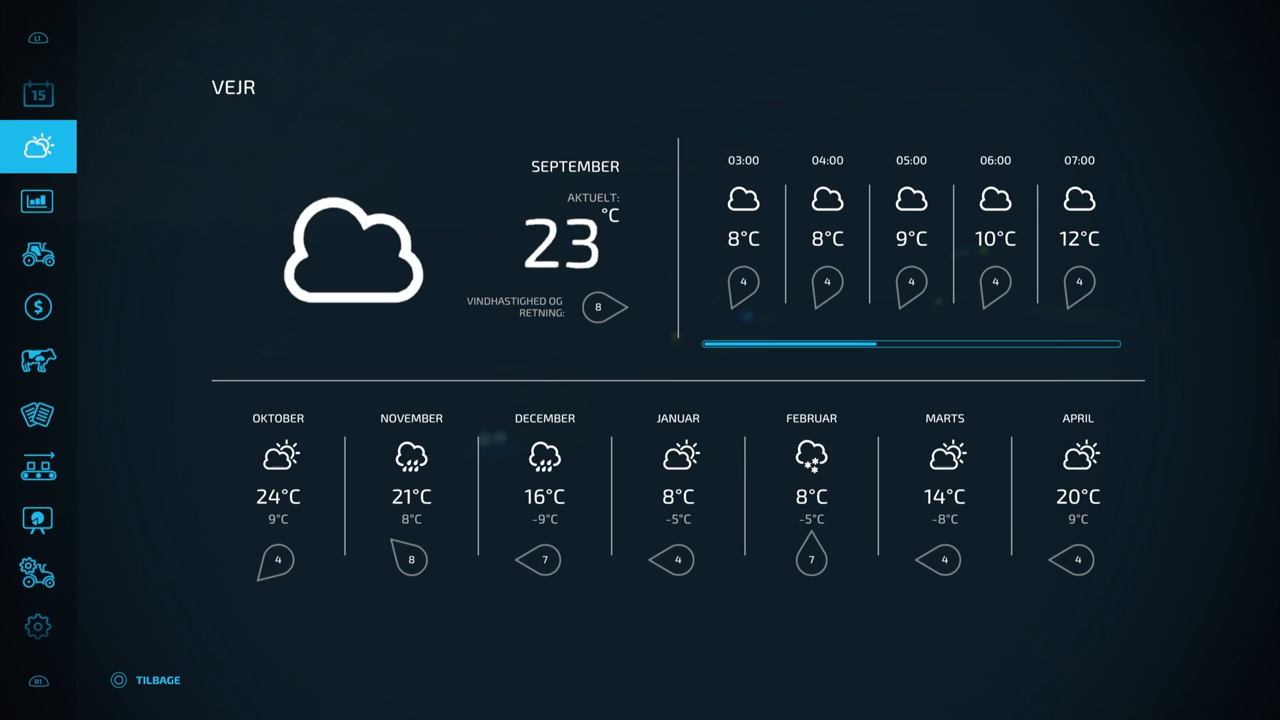 L1
15
VEJR
SEPTEMBER
AKTUELT:
23 °C
VINDHASTIGHED OG
RETNING:
8
03:00 04:00 05:00 06:00 07:00
8°C 8°C 9°C 10°C 12°C
4 4 4 4 4
$
OKTOBER NOVEMBER DECEMBER JANUAR FEBRUAR MARTS APRIL
24°C 21°C 16°C 8°C 8°C 14°C 20°C
9°C 8°C -9°C -5°C -5°C -8°C 9°C
4 8 7 4 7 4 4
R1
TILBAGE